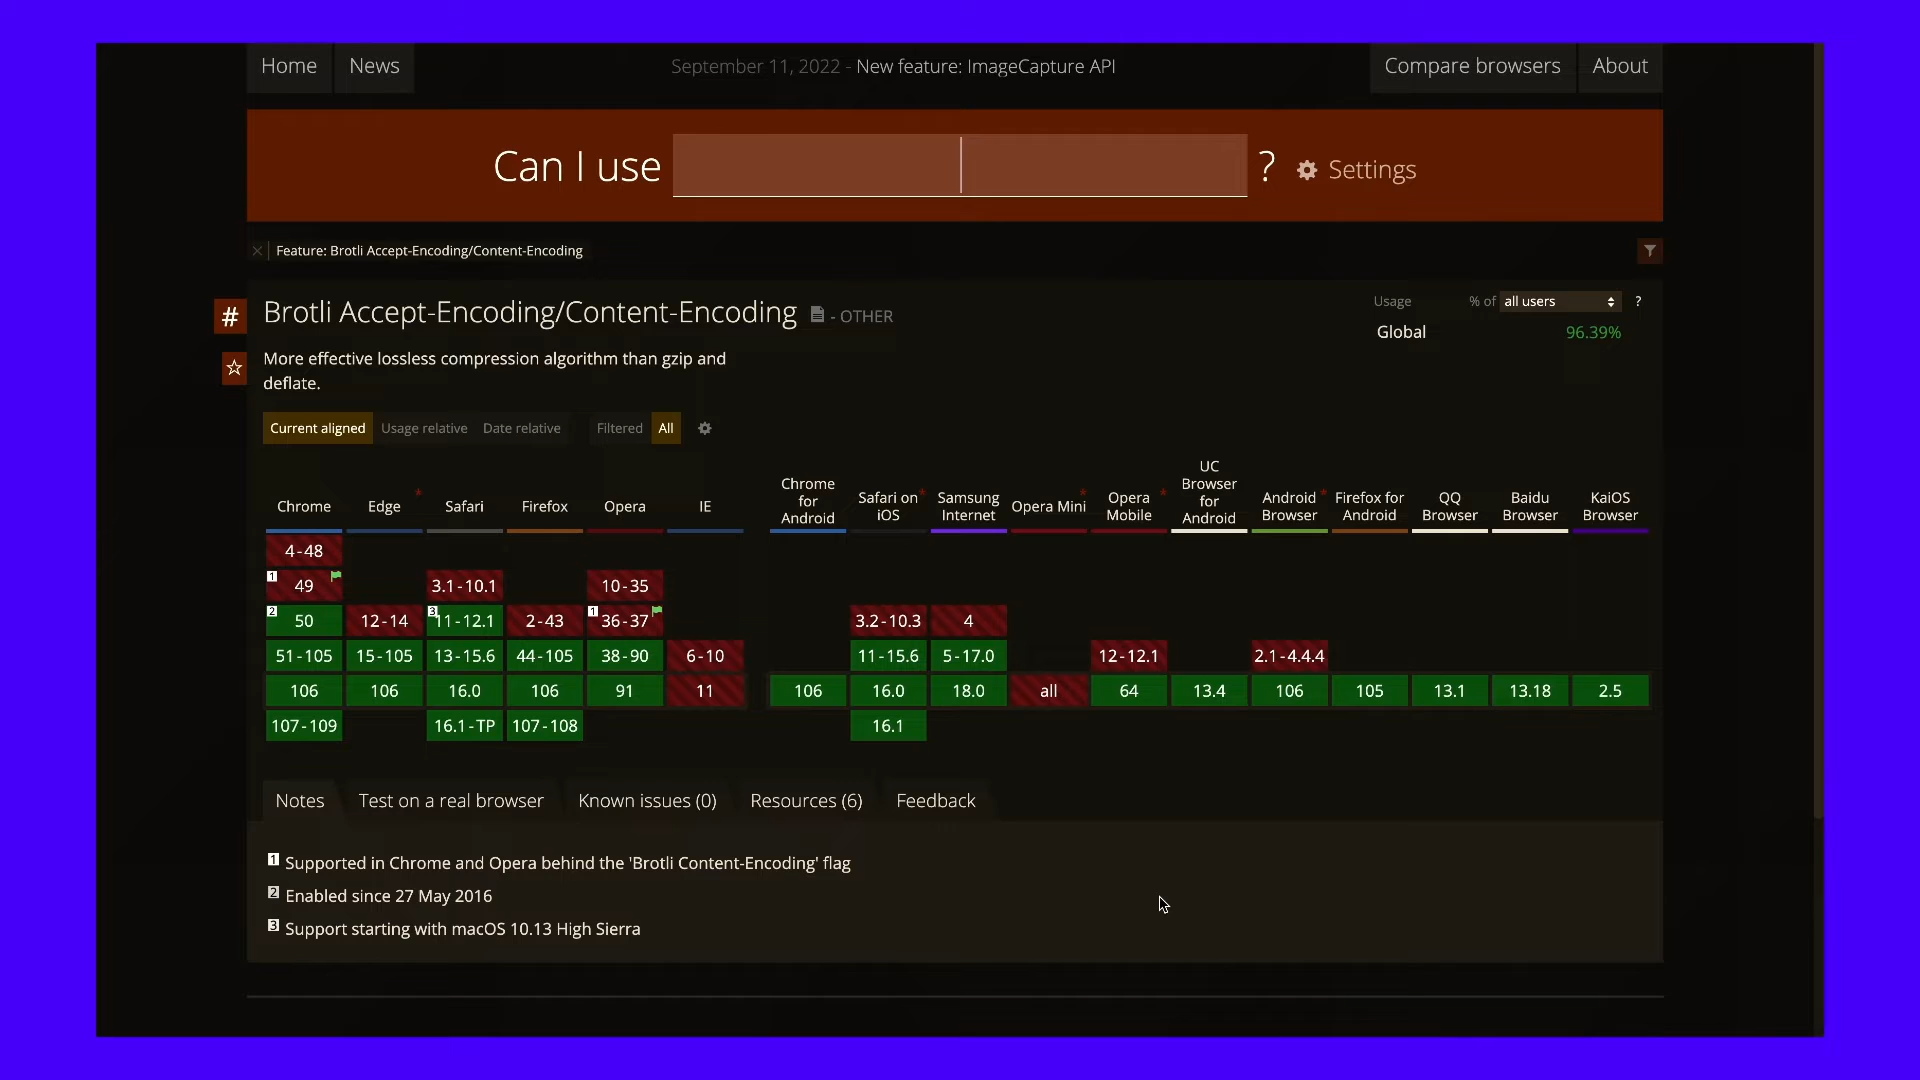 Home News September 11, 2022 - New feature: ImageCapture API Compare browsers About
Can I use ? Settings
Feature: Brotli Accept-Encoding/Content-Encoding
# Brotli Accept-Encoding/Content-Encoding - OTHER
Usage % of all users ?
Global 96.39%
More effective lossless compression algorithm than gzip and
deflate.
Current aligned Usage relative Date relative Filtered All
Chrome Edge * Safari Firefox Opera IE
Chrome for Android
Safari on iOS *
Samsung Internet
Opera Mini *
Opera Mobile *
UC Browser for Android
Android Browser *
Firefox for Android
QQ Browser
Baidu Browser
KaiOS Browser
4-48
1 49 3.1-10.1 10-35
2 50 12-14 3 11-12.1 2-43 1 36-37 3.2-10.3 4
51-105 15-105 13-15.6 44-105 38-90 6-10 11-15.6 5-17.0 12-12.1 2.1-4.4.4
106 106 16.0 106 91 11 106 16.0 18.0 all 64 13.4 106 105 13.1 13.18 2.5
107-109 16.1-TP 107-108 16.1
Notes Test on a real browser Known issues (0) Resources (6) Feedback
1 Supported in Chrome and Opera behind the 'Brotli Content-Encoding' flag
2 Enabled since 27 May 2016
3 Support starting with macOS 10.13 High Sierra